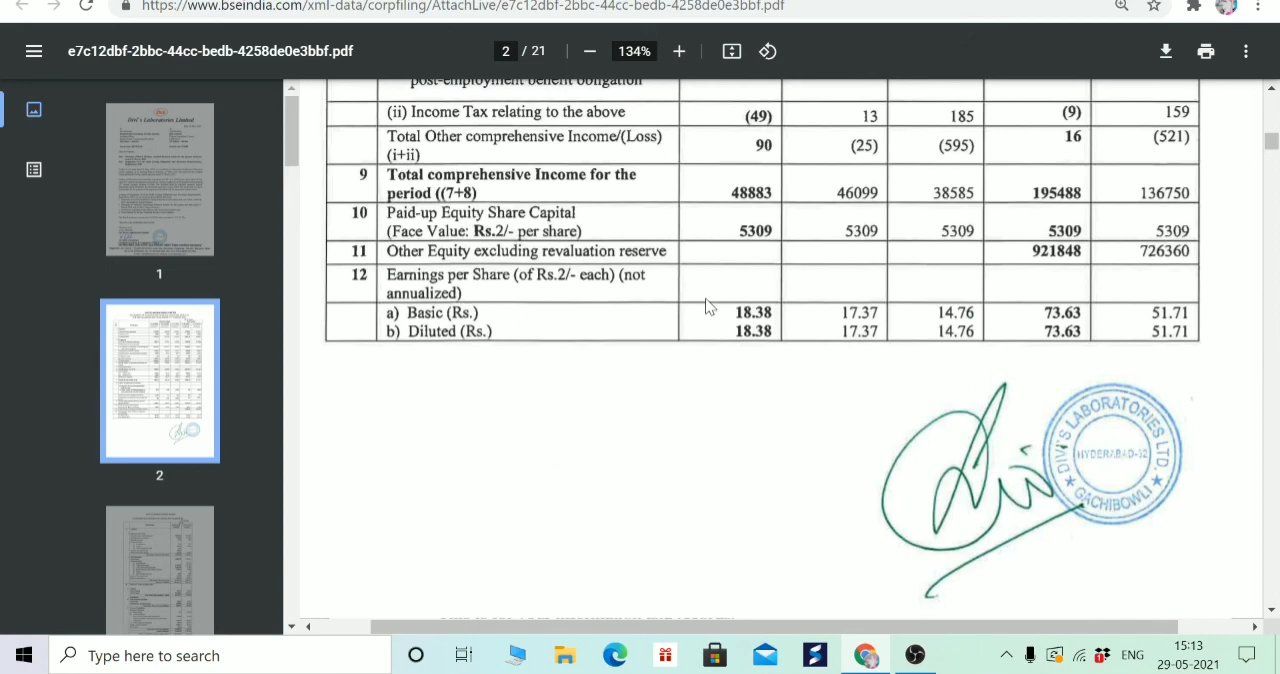 https://www.bseindia.com/xml-data/corpfiling/AttachLive/e7c12dbf-2bbc-44cc-bedb-4258de0e3bbf.pdf
e7c12dbf-2bbc-44cc-bedb-4258de0e3bbf.pdf
2 / 21
134%
post-employment benefit obligation
(ii) Income Tax relating to the above (49) 13 185 (9) 159
Total Other comprehensive Income/(Loss)
(i+ii) 90 (25) (595) 16 (521)
9 Total comprehensive Income for the
period ((7+8) 48883 46099 38585 195488 136750
10 Paid-up Equity Share Capital
(Face Value: Rs.2/- per share) 5309 5309 5309 5309 5309
11 Other Equity excluding revaluation reserve 921848 726360
12 Earnings per Share (of Rs.2/- each) (not
annualized)
a) Basic (Rs.) 18.38 17.37 14.76 73.63 51.71
b) Diluted (Rs.) 18.38 17.37 14.76 73.63 51.71
DIVI'S LABORATORIES LTD.
HYDERABAD-32
★ GACHIBOWLI ★
Divi's Laboratories Limited
1
2
Type here to search
ENG
15:13
29-05-2021